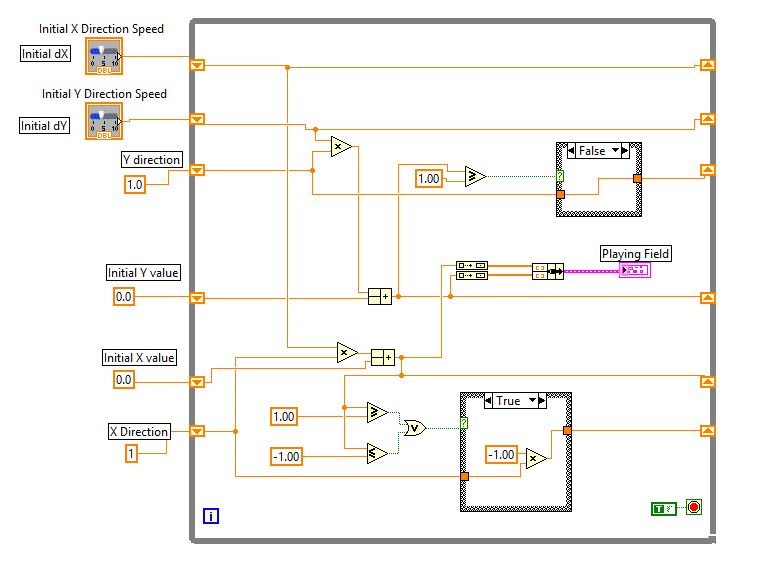 Initial X Direction Speed
Initial dX
0 5 10
DBL
Initial Y Direction Speed
Initial dY
0 5 10
DBL
Y direction
1.0
×
1.00
≥
False
?
Playing Field
Initial Y value
0.0
+
Initial X value
0.0
×
+
X Direction
1
1.00
≥
V
-1.00
≤
True
?
-1.00
×
i
T F